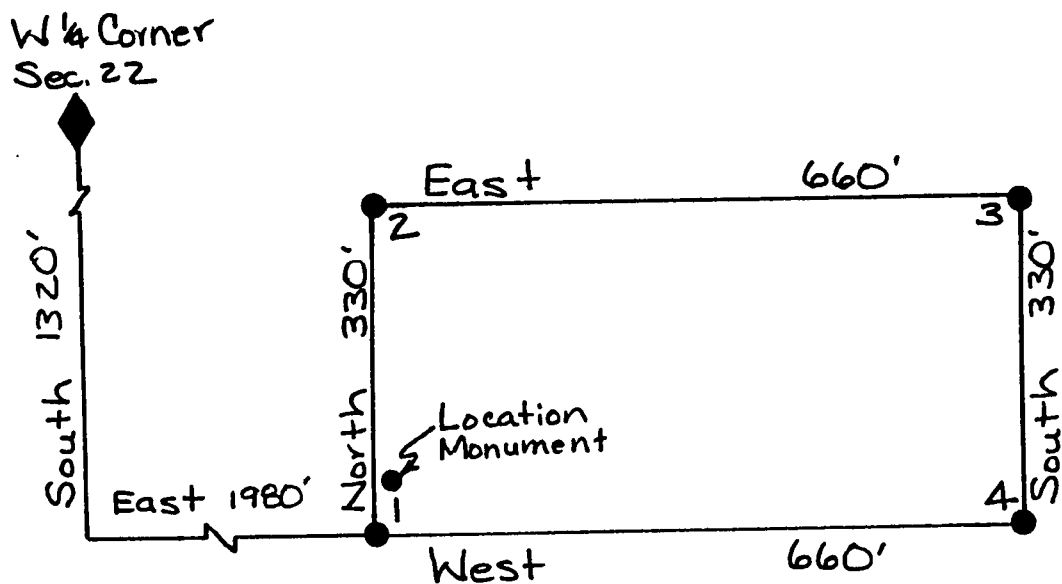 W 1/4 Corner
Sec. 22
East 660'
2
3
South 1320'
North 330'
South 330'
Location
Monument
1
4
East 1980'
West 660'